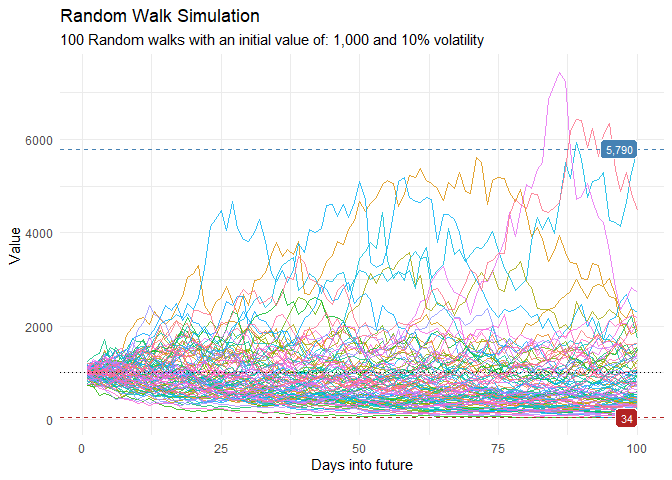 Random Walk Simulation
100 Random walks with an initial value of: 1,000 and 10% volatility
Value
6000
4000
2000
0
5,790
34
0 25 50 75 100
Days into future